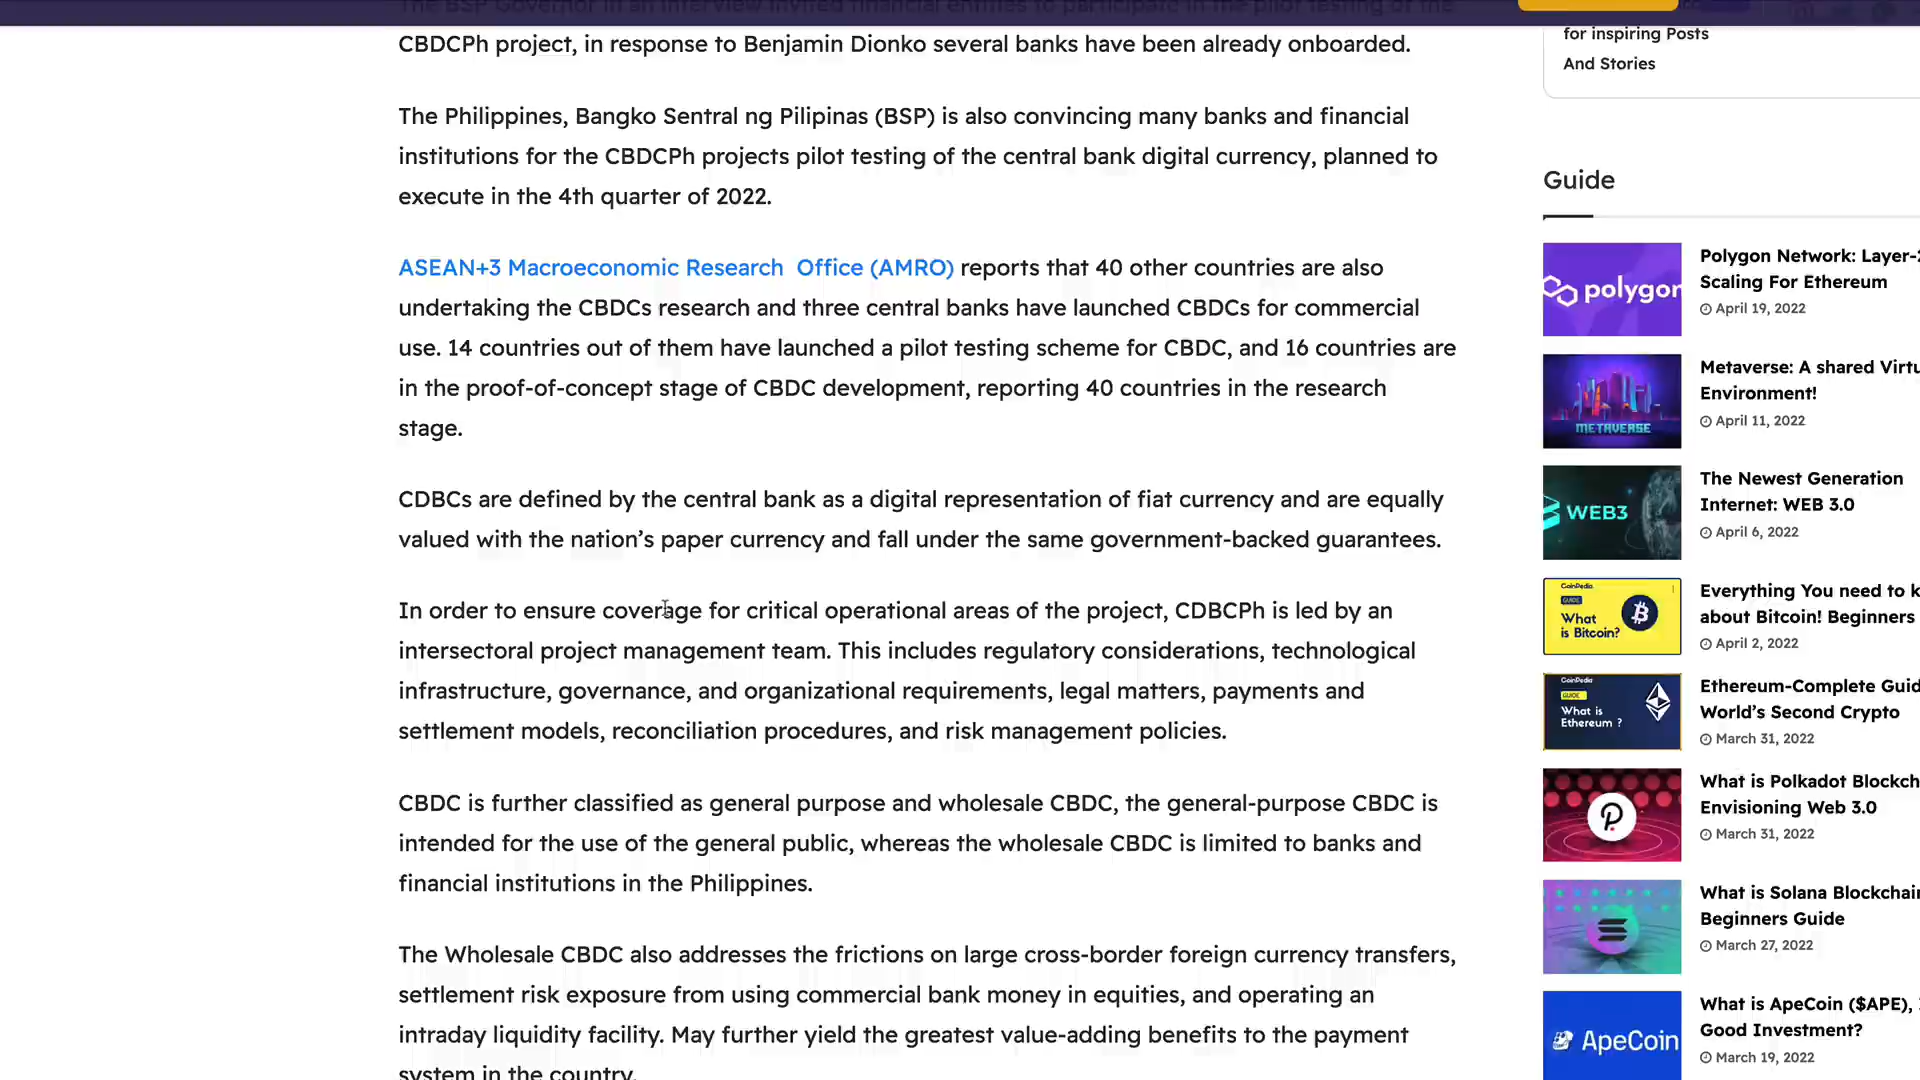 The BSP Governor in an interview invited financial entities to participate in the pilot testing of the
CBDCPh project, in response to Benjamin Dionko several banks have been already onboarded.
The Philippines, Bangko Sentral ng Pilipinas (BSP) is also convincing many banks and financial
institutions for the CBDCPh projects pilot testing of the central bank digital currency, planned to
execute in the 4th quarter of 2022.
ASEAN+3 Macroeconomic Research Office (AMRO) reports that 40 other countries are also
undertaking the CBDCs research and three central banks have launched CBDCs for commercial
use. 14 countries out of them have launched a pilot testing scheme for CBDC, and 16 countries are
in the proof-of-concept stage of CBDC development, reporting 40 countries in the research
stage.
CDBCs are defined by the central bank as a digital representation of fiat currency and are equally
valued with the nation's paper currency and fall under the same government-backed guarantees.
In order to ensure coverage for critical operational areas of the project, CDBCPh is led by an
intersectoral project management team. This includes regulatory considerations, technological
infrastructure, governance, and organizational requirements, legal matters, payments and
settlement models, reconciliation procedures, and risk management policies.
CBDC is further classified as general purpose and wholesale CBDC, the general-purpose CBDC is
intended for the use of the general public, whereas the wholesale CBDC is limited to banks and
financial institutions in the Philippines.
The Wholesale CBDC also addresses the frictions on large cross-border foreign currency transfers,
settlement risk exposure from using commercial bank money in equities, and operating an
intraday liquidity facility. May further yield the greatest value-adding benefits to the payment
system in the country.
for inspiring Posts
And Stories
Guide
polygon
Polygon Network: Layer-2
Scaling For Ethereum
April 19, 2022
METAVERSE
Metaverse: A shared Virtu
Environment!
April 11, 2022
WEB3
The Newest Generation
Internet: WEB 3.0
April 6, 2022
CoinPedia
GUIDE
What
is Bitcoin?
Everything You need to k
about Bitcoin! Beginners
April 2, 2022
CoinPedia
GUIDE
What is
Ethereum ?
Ethereum-Complete Guid
World's Second Crypto
March 31, 2022
What is Polkadot Blockch
Envisioning Web 3.0
March 31, 2022
What is Solana Blockchain
Beginners Guide
March 27, 2022
ApeCoin
What is ApeCoin ($APE),
Good Investment?
March 19, 2022